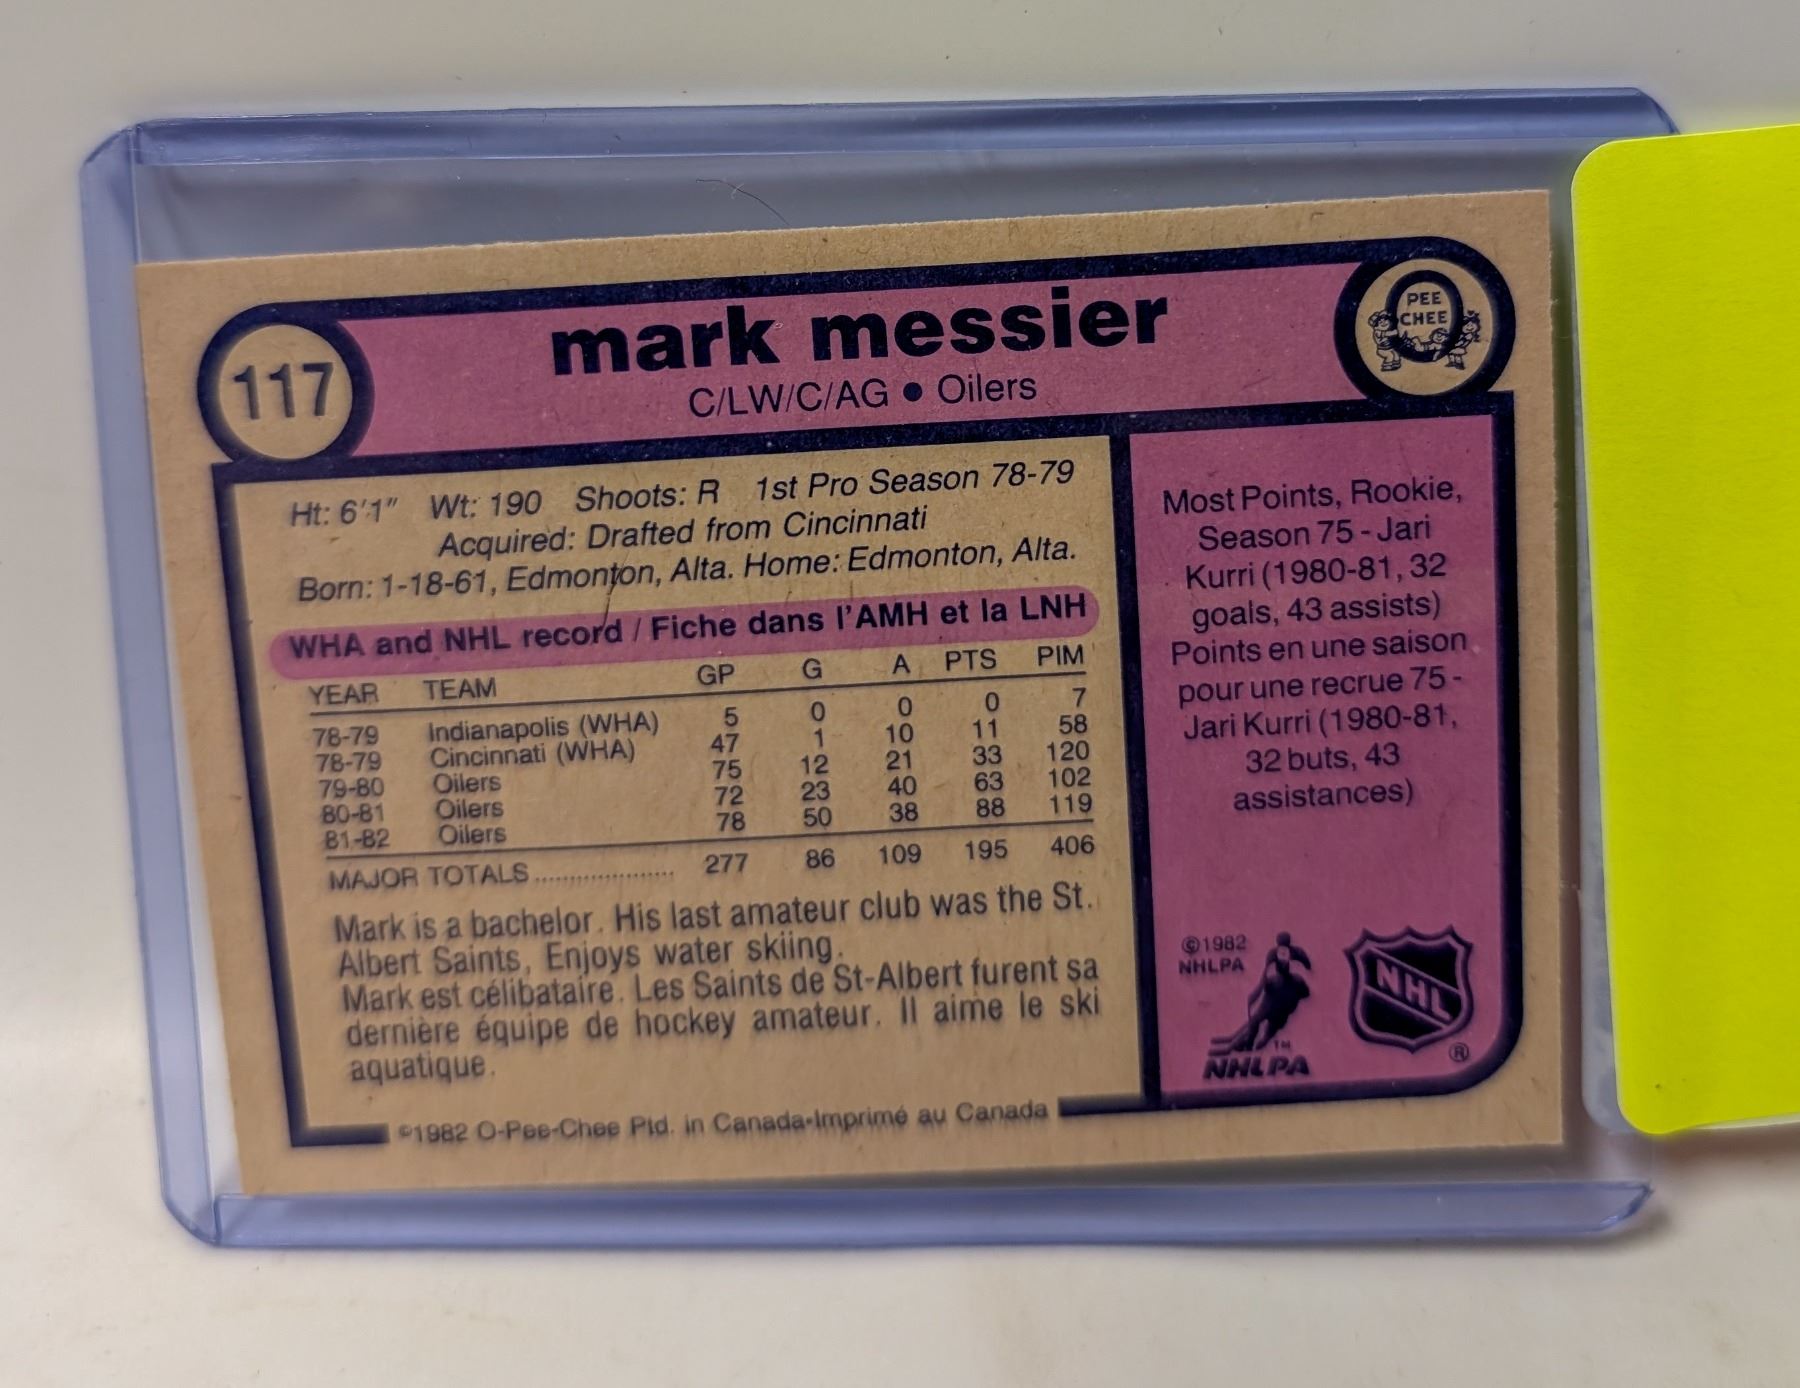 117
mark messier
C/LW/C/AG • Oilers
O
PEE
CHEE
Ht: 6'1" Wt: 190 Shoots: R 1st Pro Season 78-79
Acquired: Drafted from Cincinnati
Born: 1-18-61, Edmonton, Alta. Home: Edmonton, Alta.
WHA and NHL record / Fiche dans l'AMH et la LNH
YEAR TEAM GP G A PTS PIM
78-79 Indianapolis (WHA) 5 0 0 0 7
78-79 Cincinnati (WHA) 47 1 10 11 58
79-80 Oilers 75 12 21 33 120
80-81 Oilers 72 23 40 63 102
81-82 Oilers 78 50 38 88 119
MAJOR TOTALS.................... 277 86 109 195 406
Mark is a bachelor. His last amateur club was the St.
Albert Saints, Enjoys water skiing.
Mark est célibataire. Les Saints de St-Albert furent sa
dernière équipe de hockey amateur. Il aime le ski
aquatique.
Most Points, Rookie,
Season 75 - Jari
Kurri (1980-81, 32
goals, 43 assists)
Points en une saison
pour une recrue 75 -
Jari Kurri (1980-81,
32 buts, 43
assistances)
©1982
NHLPA
NHLPA™
NHL®
©1982 O-Pee-Chee Ptd. in Canada-Imprimé au Canada